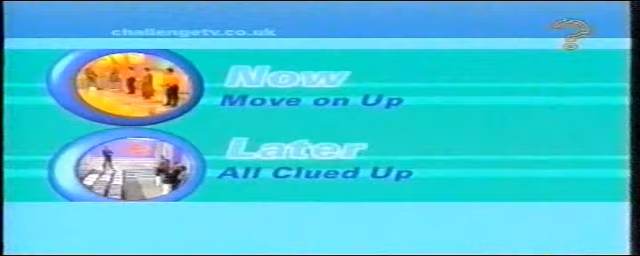 challengetv.co.uk
Now
Move on Up
Later
All Clued Up